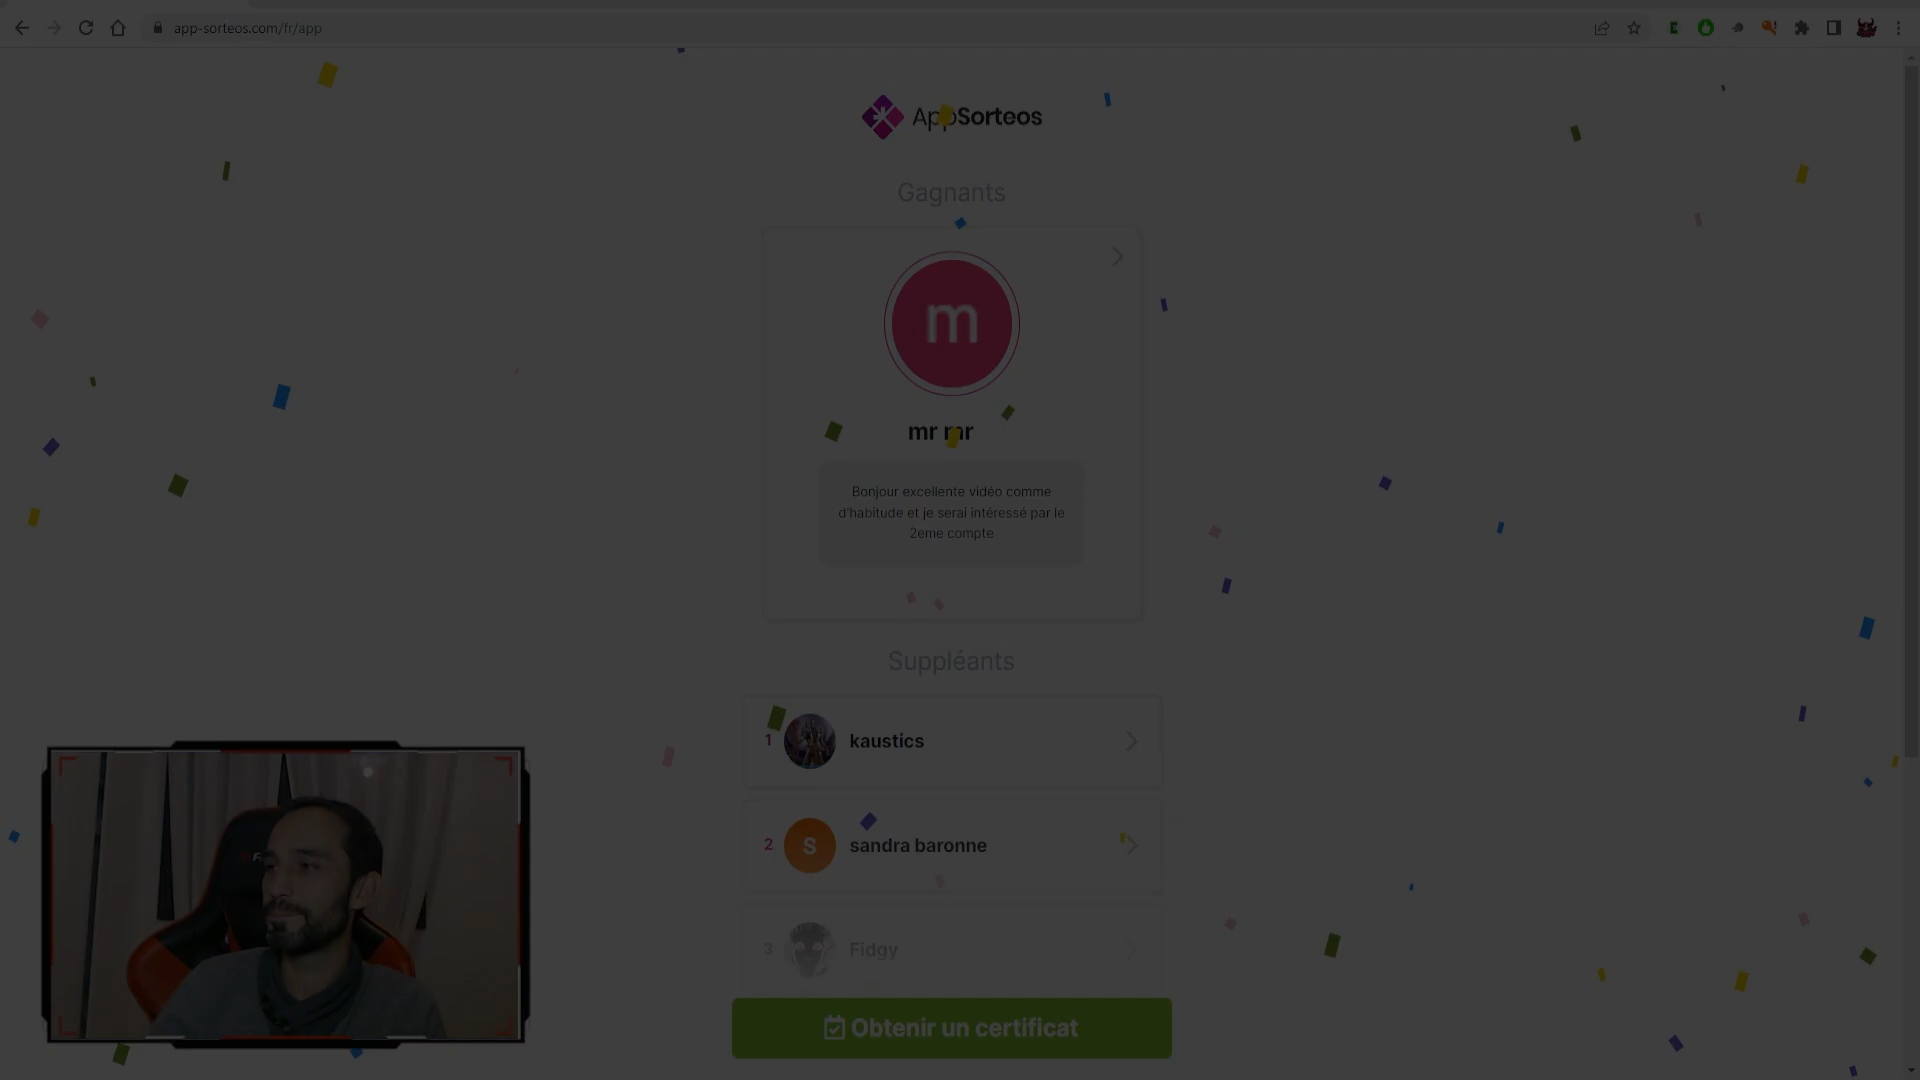 app-sorteos.com/fr/app
AppSorteos
Gagnants
m
mr mr
Bonjour excellente vidéo comme
d'habitude et je serai intéressé par le
2eme compte
Suppléants
1 kaustics
2 S sandra baronne
3 Fidgy
Obtenir un certificat